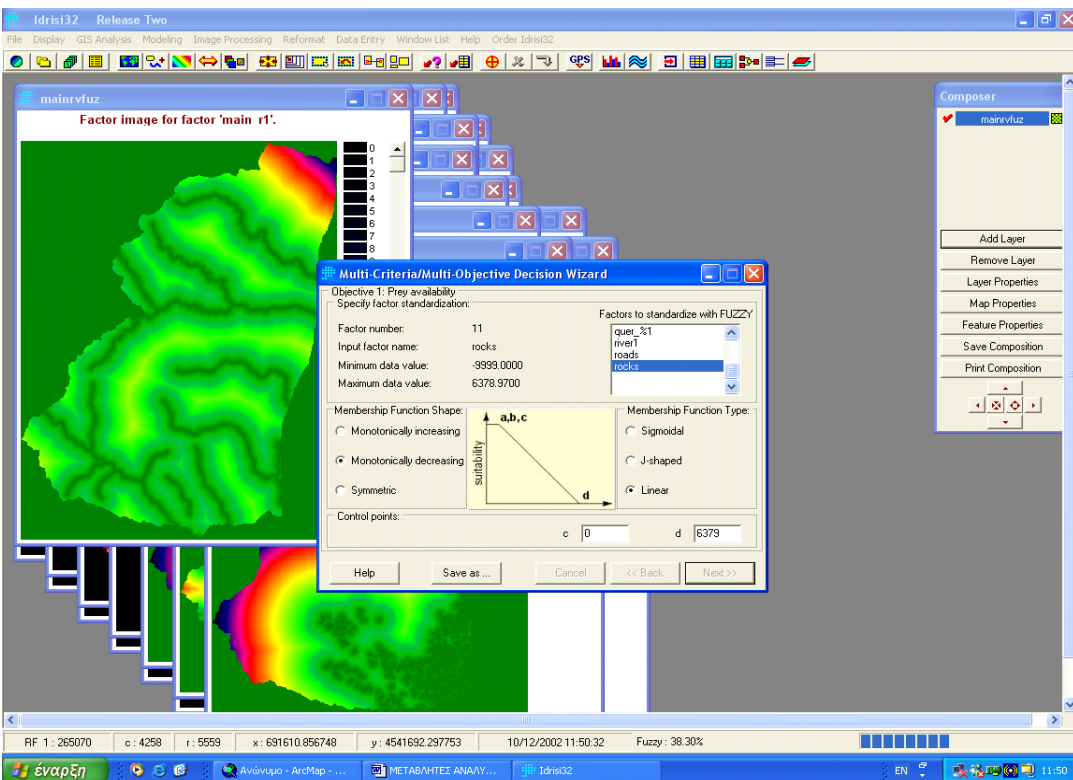 Idrisi32 Release Two
File Display GIS Analysis Modeling Image Processing Reformat Data Entry Window List Help Order Idrisi32
GPS
mainrvfuz
Factor image for factor 'main_r1'.
0
1
2
3
4
5
6
7
8
Composer
mainrvfuz
Add Layer
Remove Layer
Layer Properties
Map Properties
Feature Properties
Save Composition
Print Composition
Multi-Criteria/Multi-Objective Decision Wizard
Objective 1: Prey availability
Specify factor standardization:
Factors to standardize with FUZZY
Factor number: 11
Input factor name: rocks
Minimum data value: -9999.0000
Maximum data value: 6378.9700
quer_%1
river1
roads
rocks
Membership Function Shape:
Monotonically increasing
Monotonically decreasing
Symmetric
a,b,c
suitability
d
Membership Function Type:
Sigmoidal
J-shaped
Linear
Control points:
c 0 d 6379
Help Save as ... Cancel << Back Next >>
RF 1 : 265070 c : 4258 r : 5559 x : 691610.856748 y : 4541692.297753 10/12/2002 11:50:32 Fuzzy : 38.30%
έναρξη Ανώνυμο - ArcMap - ... ΜΕΤΑΒΛΗΤΕΣ ΑΝΑΛΥ... Idrisi32 EN 11:50